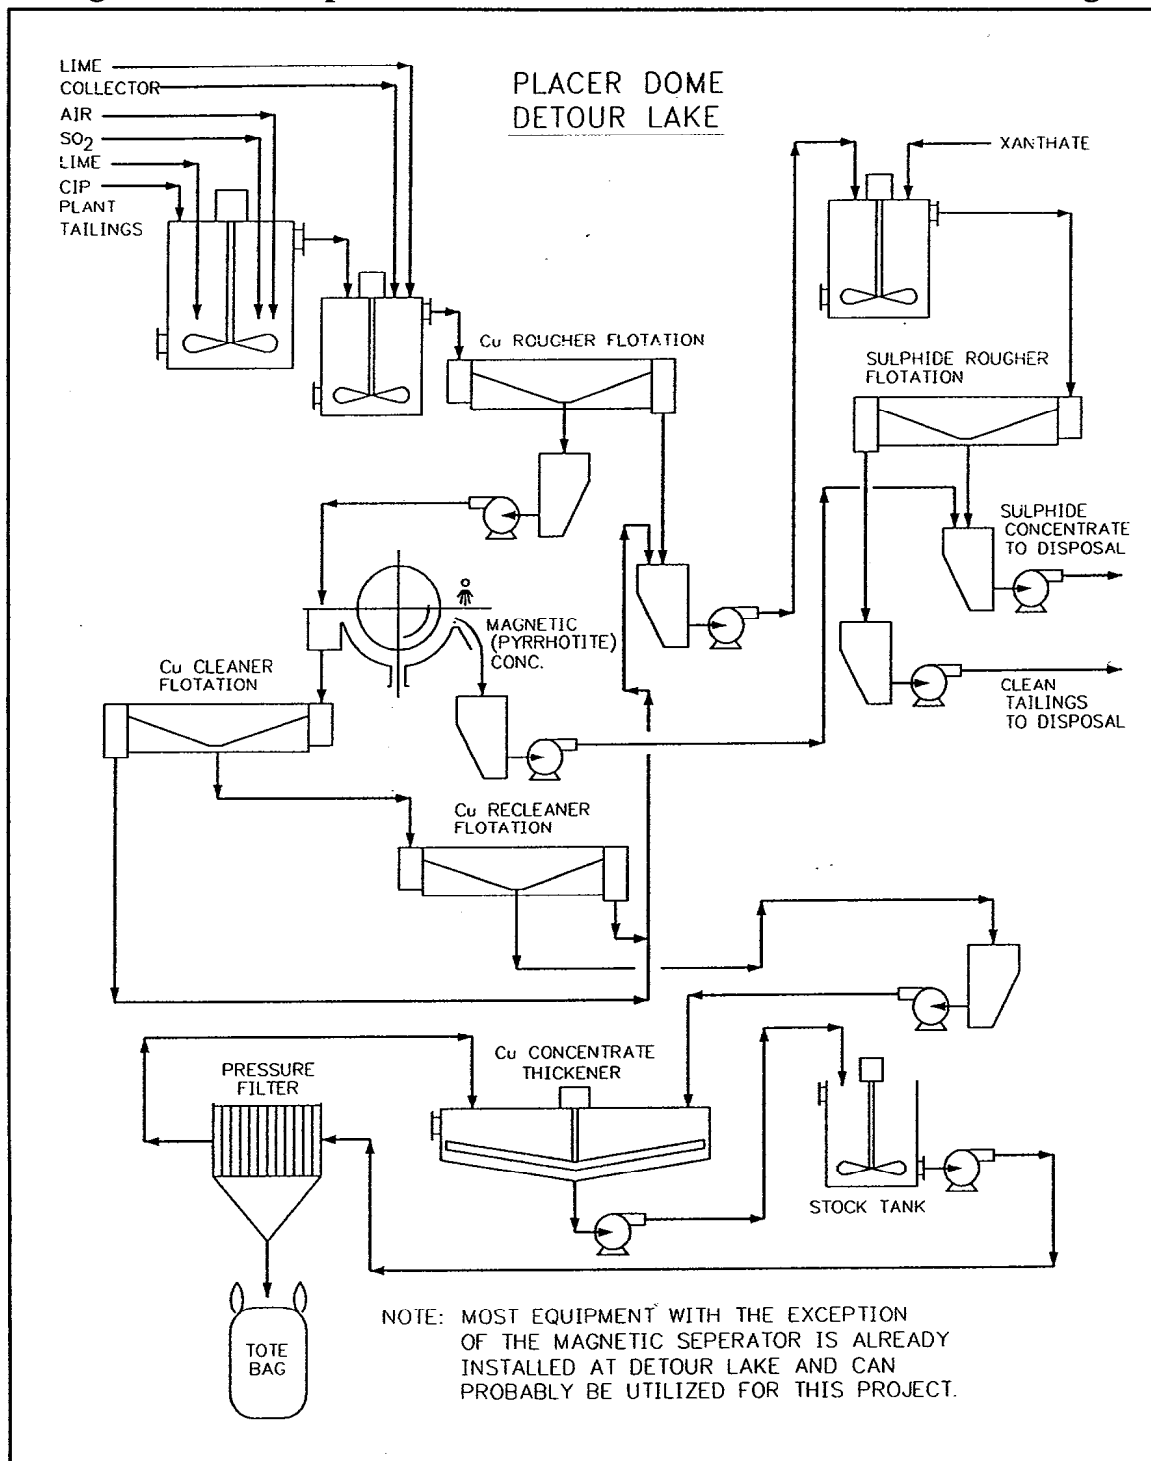 PLACER DOME
DETOUR LAKE
LIME
COLLECTOR
AIR
SO2
LIME
CIP
PLANT
TAILINGS
XANTHATE
Cu ROUCHER FLOTATION
SULPHIDE ROUGHER
FLOTATION
SULPHIDE
CONCENTRATE
TO DISPOSAL
MAGNETIC
(PYRRHOTITE)
CONC.
Cu CLEANER
FLOTATION
CLEAN
TAILINGS
TO DISPOSAL
Cu RECLEANER
FLOTATION
Cu CONCENTRATE
THICKENER
PRESSURE
FILTER
STOCK TANK
TOTE
BAG
NOTE: MOST EQUIPMENT WITH THE EXCEPTION
OF THE MAGNETIC SEPERATOR IS ALREADY
INSTALLED AT DETOUR LAKE AND CAN
PROBABLY BE UTILIZED FOR THIS PROJECT.